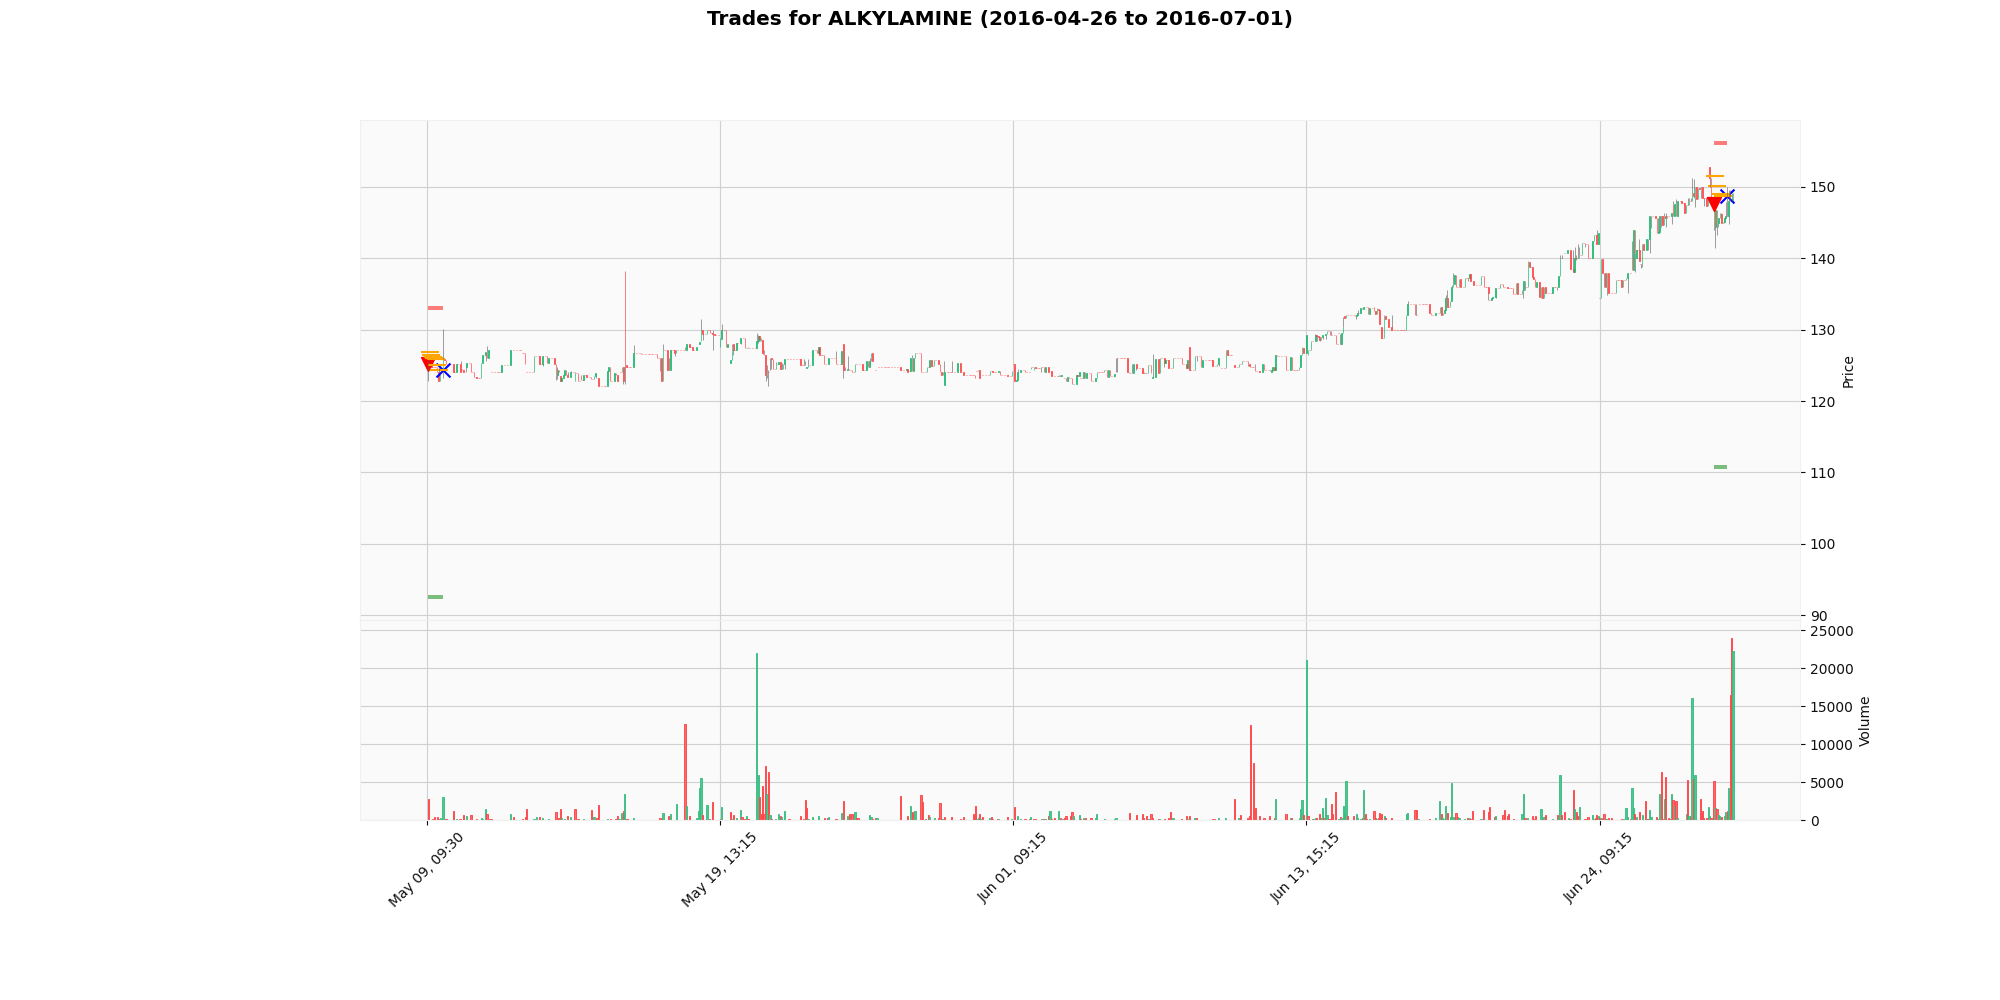 Trades for ALKYLAMINE (2016-04-26 to 2016-07-01)
150
140
130
120
110
100
90
Price
25000
20000
15000
10000
5000
0
Volume
May 09, 09:30
May 19, 13:15
Jun 01, 09:15
Jun 13, 15:15
Jun 24, 09:15